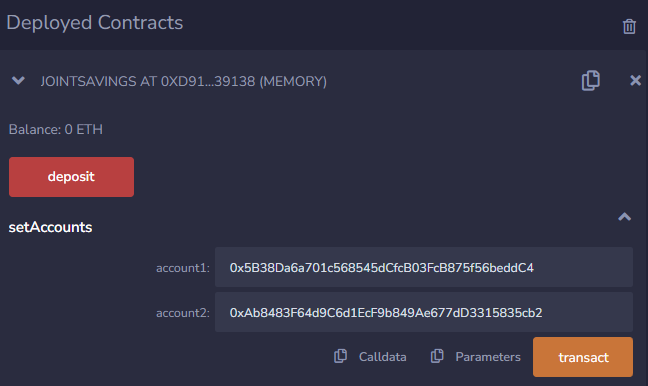 Deployed Contracts
JOINTSAVINGS AT 0XD91...39138 (MEMORY)
Balance: 0 ETH
deposit
setAccounts
account1: 0x5B38Da6a701c568545dCfcB03FcB875f56beddC4
account2: 0xAb8483F64d9C6d1EcF9b849Ae677dD3315835cb2
Calldata Parameters transact